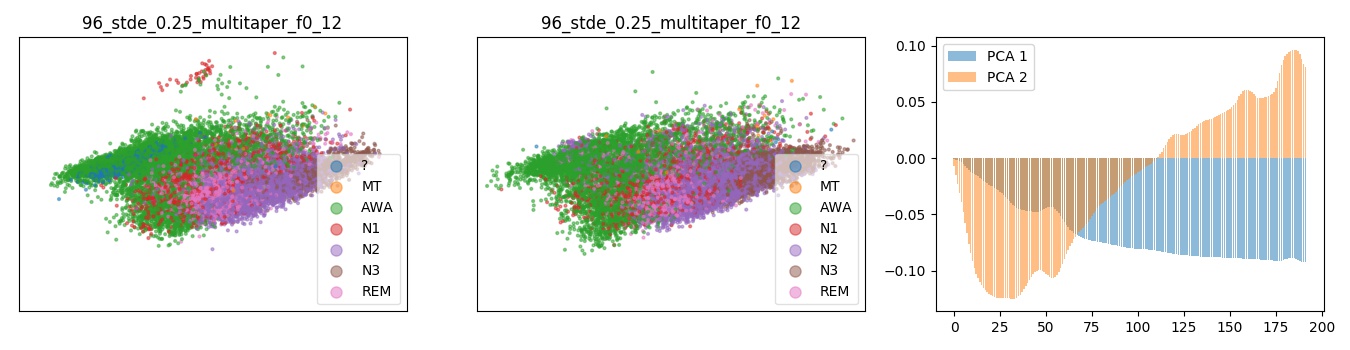 96_stde_0.25_multitaper_f0_12
?
MT
AWA
N1
N2
N3
REM
96_stde_0.25_multitaper_f0_12
?
MT
AWA
N1
N2
N3
REM
PCA 1
PCA 2
0.10
0.05
0.00
−0.05
−0.10
0 25 50 75 100 125 150 175 200